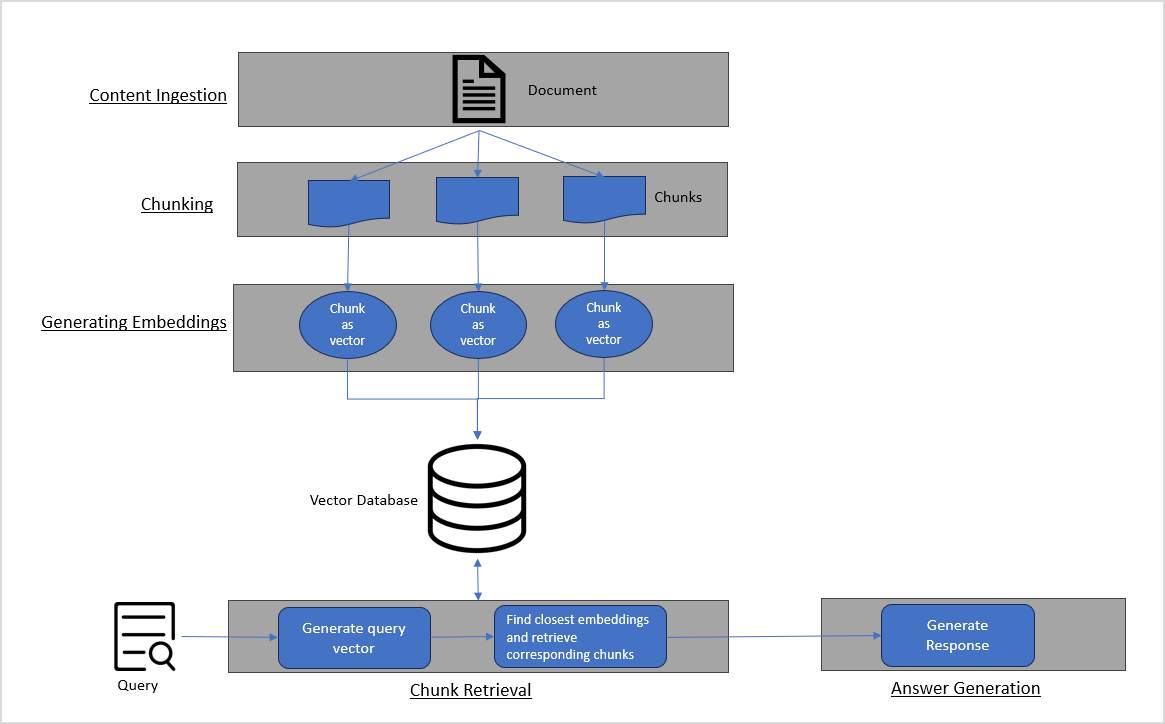 Content Ingestion
Document
Chunking
Chunks
Generating Embeddings
Chunk
as
vector
Chunk
as
vector
Chunk
as
vector
Vector Database
Query
Generate query
vector
Find closest embeddings
and retrieve
corresponding chunks
Chunk Retrieval
Generate
Response
Answer Generation